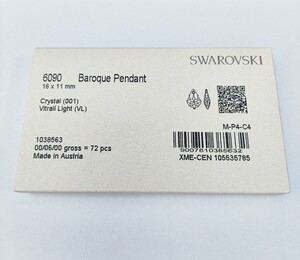 SWAROVSKI
6090 Baroque Pendant
16 x 11 mm
Crystal (001)
Vitrail Light (VL)
M-P4-C4
1038563
00/06/00 gross = 72 pcs
Made in Austria
9007610385632
XME-CEN 105535785